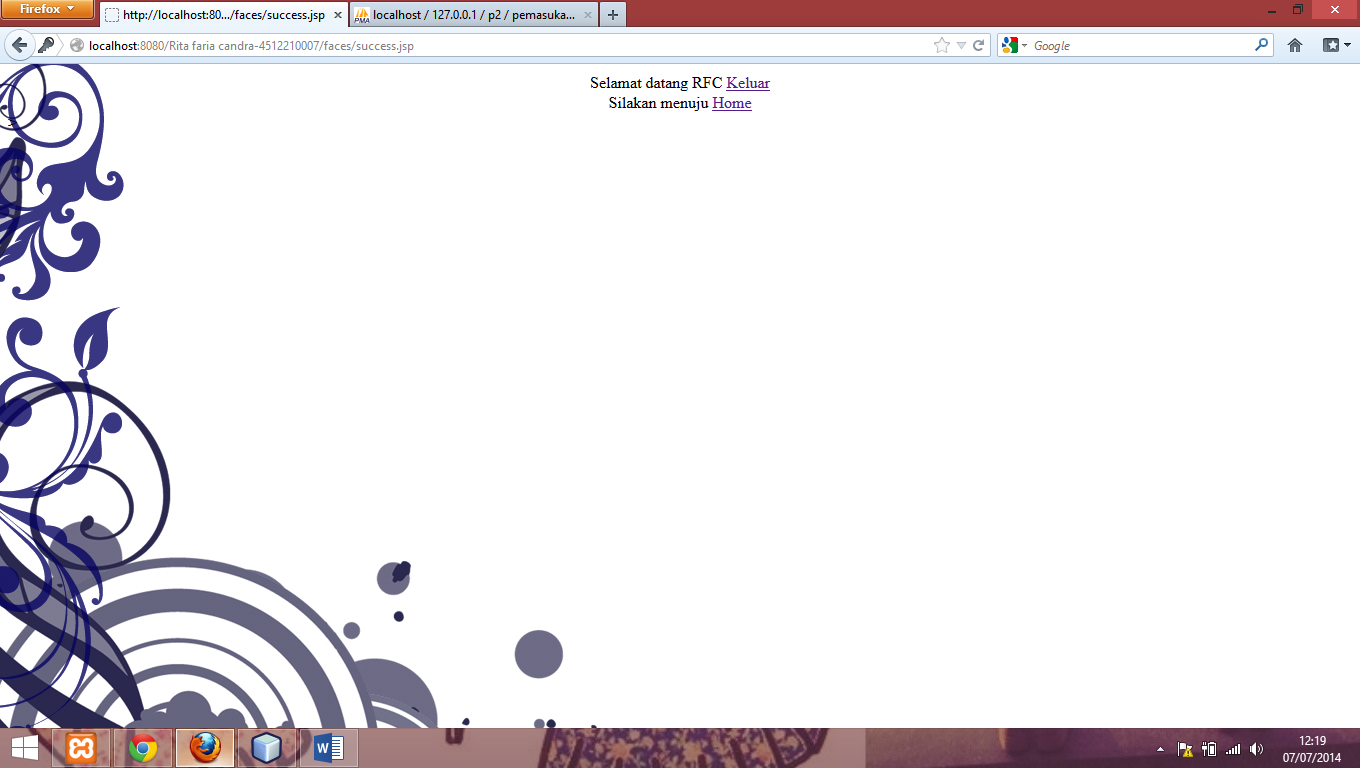 Firefox
http://localhost:80.../faces/success.jsp
PMA localhost / 127.0.0.1 / p2 / pemasuka...
localhost:8080/Rita faria candra-4512210007/faces/success.jsp
Google
Selamat datang RFC Keluar
Silakan menuju Home
12:19
07/07/2014